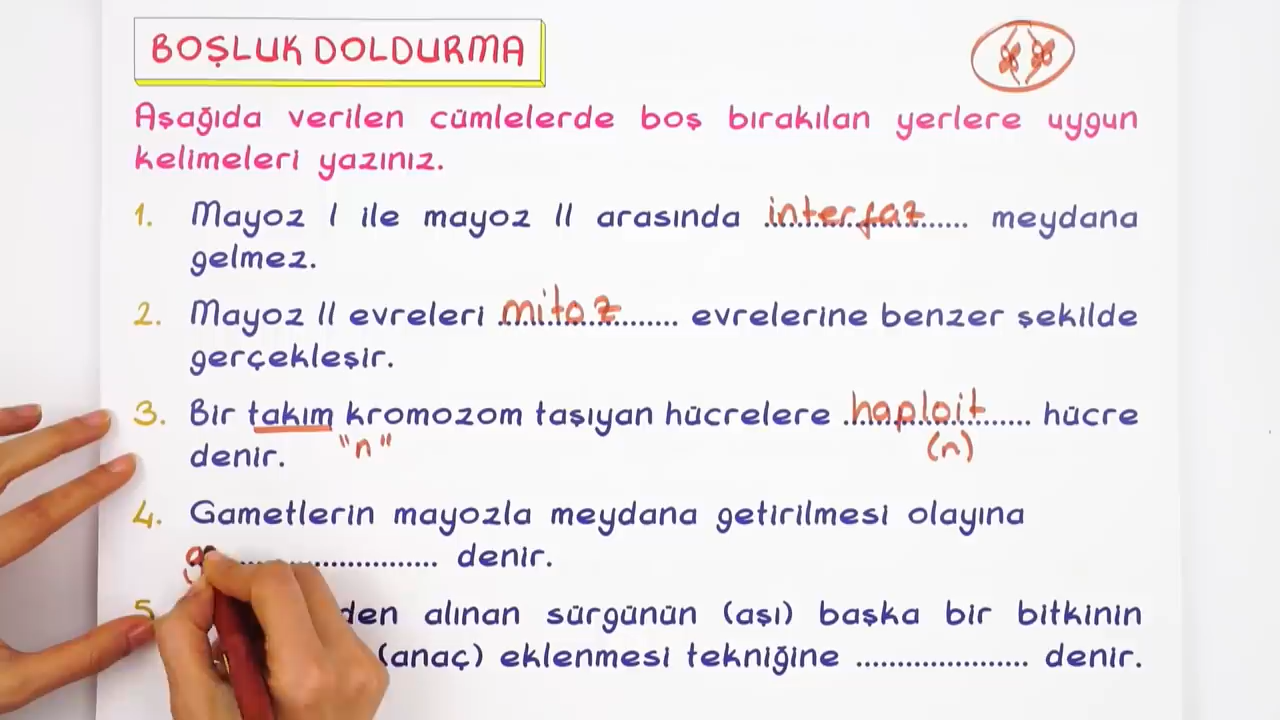 BOŞLUK DOLDURMA
Aşağıda verilen cümlelerde boş bırakılan yerlere uygun
kelimeleri yazınız.
1. Mayoz I ile mayoz II arasında interfaz meydana
gelmez.
2. Mayoz II evreleri mitoz evrelerine benzer şekilde
gerçekleşir.
3. Bir takım kromozom taşıyan hücrelere haploit hücre
denir. "n" (n)
4. Gametlerin mayozla meydana getirilmesi olayına
g..................... denir.
5. den alınan sürgünün (aşı) başka bir bitkinin
(anaç) eklenmesi tekniğine ..................... denir.